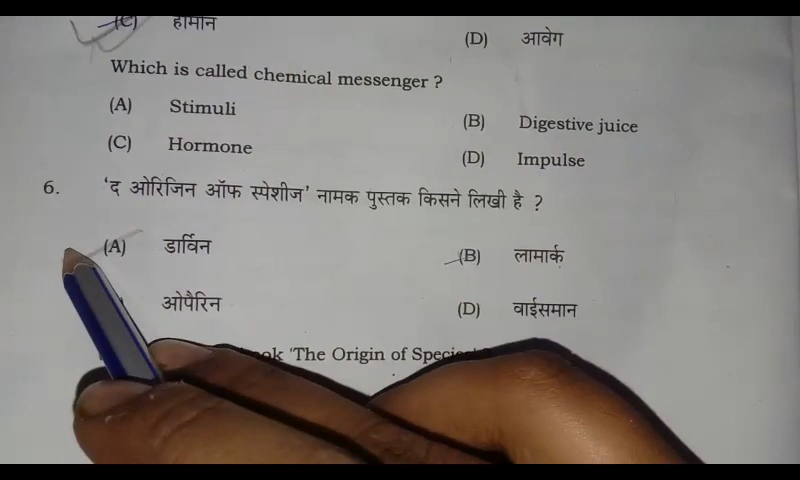 (C) हार्मोन
(D) आवेग
Which is called chemical messenger ?
(A) Stimuli
(B) Digestive juice
(C) Hormone
(D) Impulse
6. 'द ओरिजिन ऑफ स्पेशीज' नामक पुस्तक किसने लिखी है ?
(A) डार्विन
(B) लामार्क
ओपैरिन
(D) वाईसमान
'The Origin of Species'